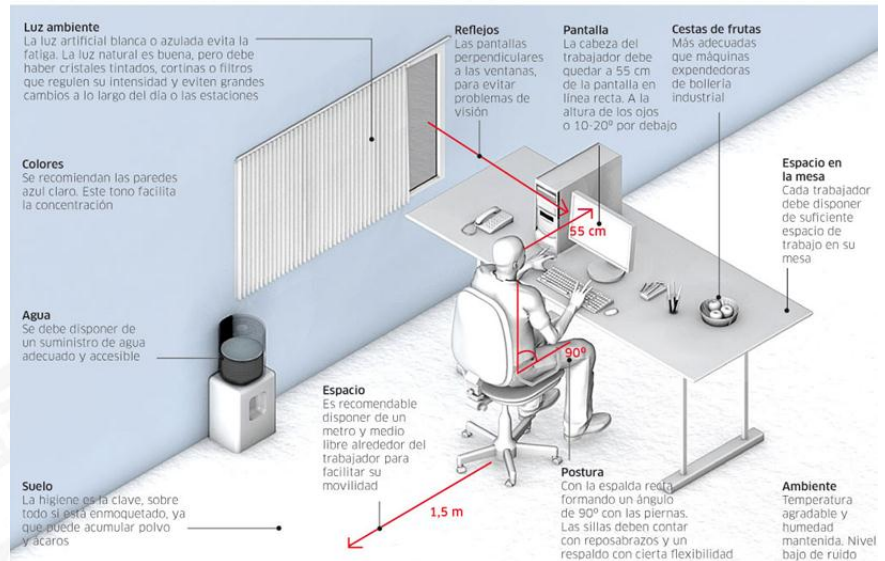 Luz ambiente
La luz artificial blanca o azulada evita la
fatiga. La luz natural es buena, pero debe
haber cristales tintados, cortinas o filtros
que regulen su intensidad y eviten grandes
cambios a lo largo del día o las estaciones
Reflejos
Las pantallas
perpendiculares
a las ventanas,
para evitar
problemas de
visión
Pantalla
La cabeza del
trabajador debe
quedar a 55 cm
de la pantalla en
línea recta. A la
altura de los ojos
o 10-20º por debajo
Cestas de frutas
Más adecuadas
que máquinas
expendedoras
de bollería
industrial
Colores
Se recomiendan las paredes
azul claro. Este tono facilita
la concentración
Espacio en
la mesa
Cada trabajador
debe disponer
de suficiente
espacio de
trabajo en su
mesa
55 cm
Agua
Se debe disponer de
un suministro de agua
adecuado y accesible
90º
Espacio
Es recomendable
disponer de un
metro y medio
libre alrededor del
trabajador para
facilitar su
movilidad
1,5 m
Suelo
La higiene es la clave, sobre
todo si está enmoquetado, ya
que puede acumular polvo
y ácaros
Postura
Con la espalda recta
formando un ángulo
de 90º con las piernas.
Las sillas deben contar
con reposabrazos y un
respaldo con cierta flexibilidad
Ambiente
Temperatura
agradable y
humedad
mantenida. Nivel
bajo de ruido